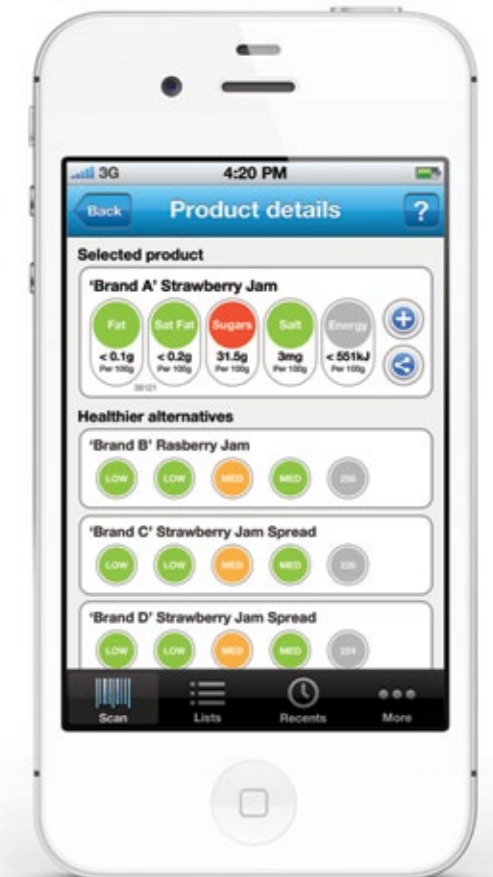 3G 4:20 PM
Back Product details ?
Selected product
'Brand A' Strawberry Jam
Fat Sat Fat Sugars Salt Energy
< 0.1g < 0.2g 31.5g 3mg < 551kJ
Per 100g Per 100g Per 100g Per 100g Per 100g
Healthier alternatives
'Brand B' Rasberry Jam
LOW LOW MED MED
'Brand C' Strawberry Jam Spread
LOW LOW MED MED
'Brand D' Strawberry Jam Spread
LOW LOW MED MED
Scan Lists Recents More